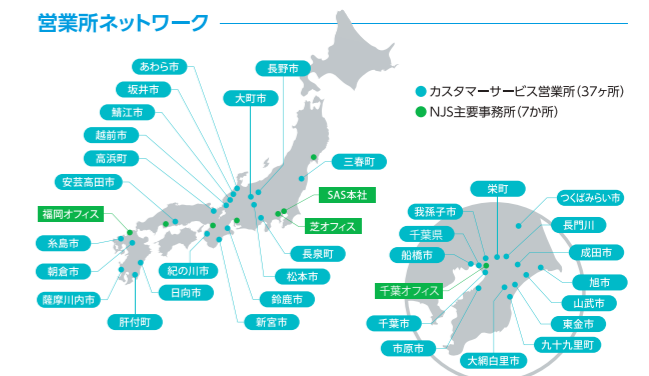 営業所ネットワーク
カスタマーサービス営業所（37ヶ所）
NJS主要事務所（7か所）
あわら市
坂井市
鯖江市
越前市
高浜町
安芸高田市
福岡オフィス
糸島市
朝倉市
薩摩川内市
肝付町
日向市
紀の川市
新宮市
鈴鹿市
松本市
長泉町
芝オフィス
SAS本社
三春町
長野市
大町市
栄町
つくばみらい市
我孫子市
長門川
千葉県
成田市
船橋市
旭市
千葉オフィス
山武市
千葉市
東金市
市原市
九十九里町
大網白里市